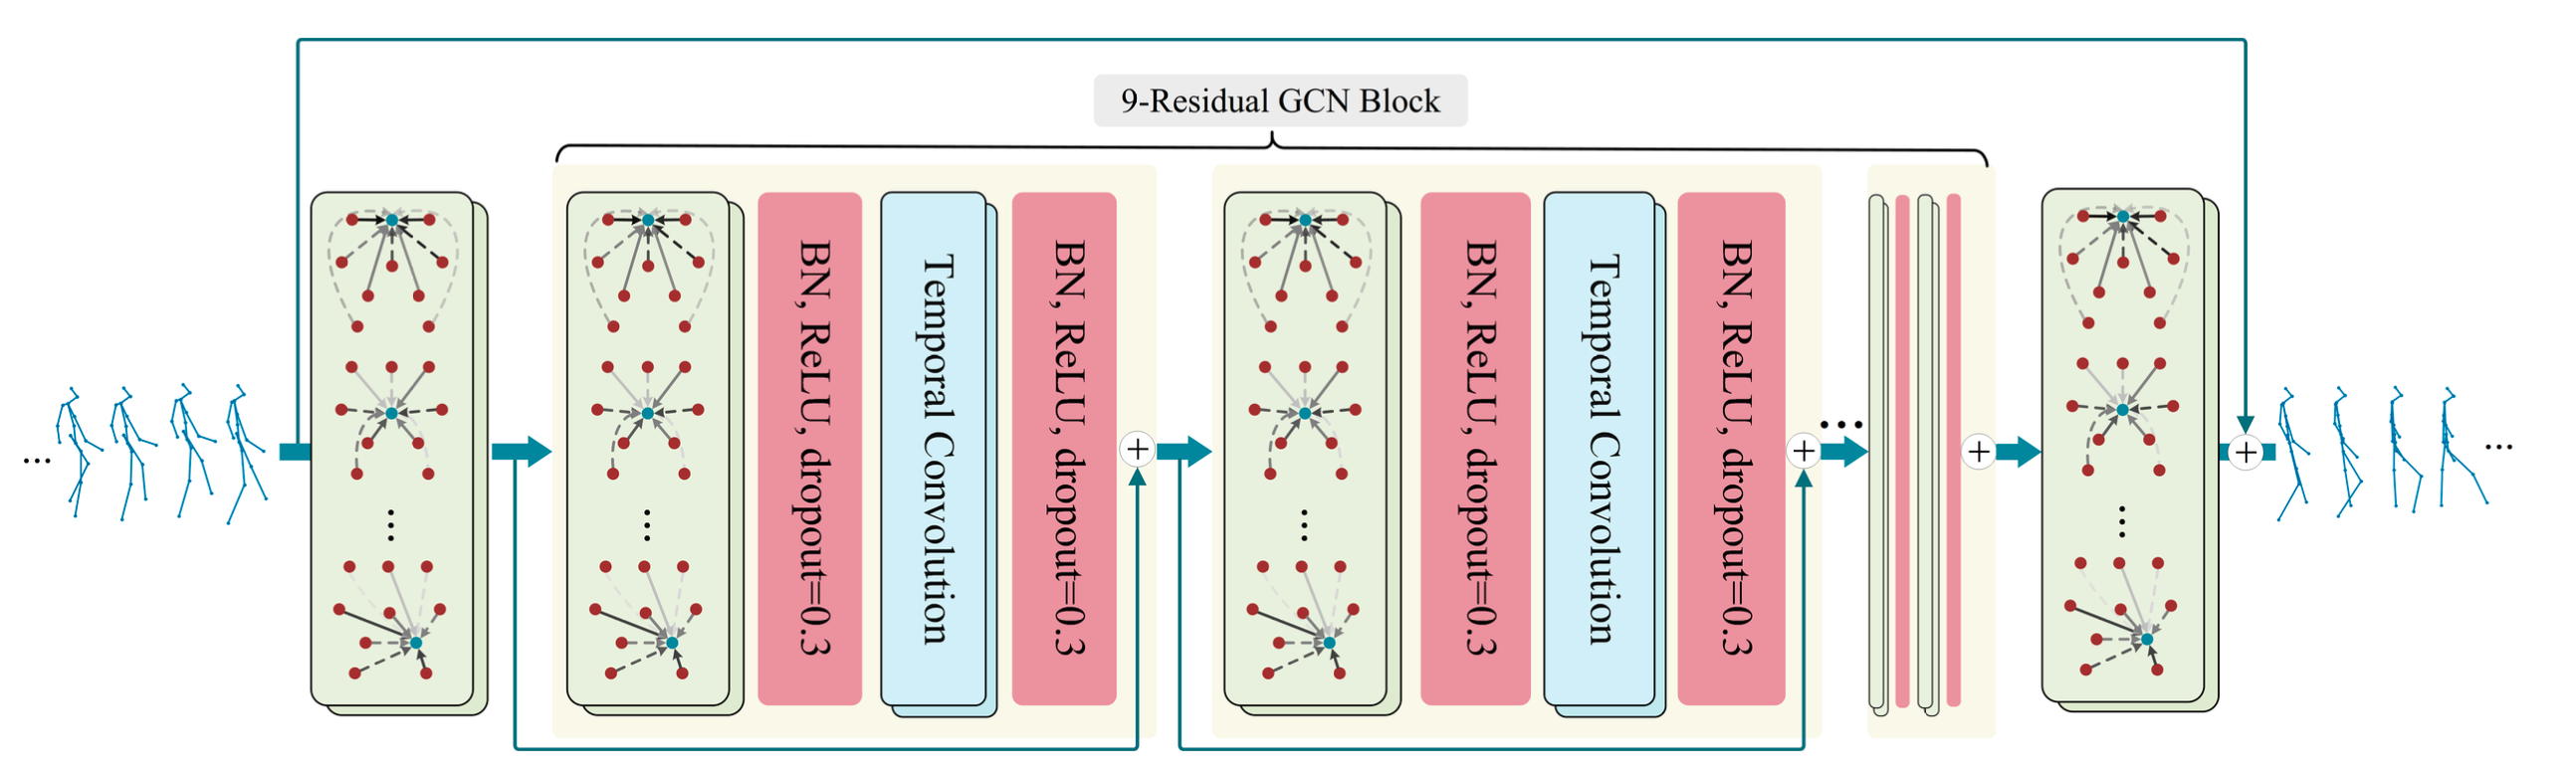 9-Residual GCN Block
BN, ReLU, dropout=0.3
Temporal Convolution
BN, ReLU, dropout=0.3
BN, ReLU, dropout=0.3
Temporal Convolution
BN, ReLU, dropout=0.3